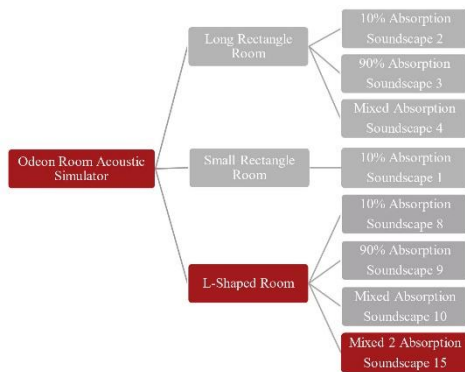 10% Absorption
Soundscape 2
Long Rectangle
Room
90% Absorption
Soundscape 3
Mixed Absorption
Soundscape 4
Odeon Room Acoustic
Simulator
Small Rectangle
Room
10% Absorption
Soundscape 1
10% Absorption
Soundscape 8
L-Shaped Room
90% Absorption
Soundscape 9
Mixed Absorption
Soundscape 10
Mixed 2 Absorption
Soundscape 15